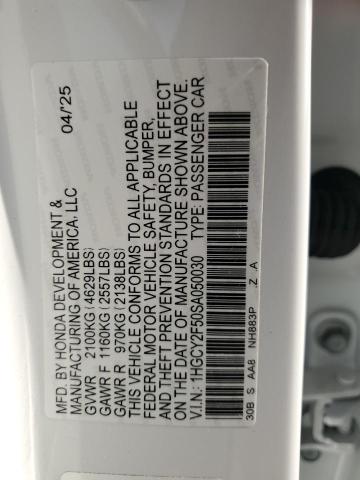 MFD. BY HONDA DEVELOPMENT & 04/25
MANUFACTURING OF AMERICA, LLC
GVWR 2100KG (4629LBS)
GAWR F 1160KG (2557LBS)
GAWR R 970KG (2138LBS)
THIS VEHICLE CONFORMS TO ALL APPLICABLE
FEDERAL MOTOR VEHICLE SAFETY, BUMPER,
AND THEFT PREVENTION STANDARDS IN EFFECT
ON THE DATE OF MANUFACTURE SHOWN ABOVE.
V.I.N.: 1HGCY2F50SA050030 TYPE: PASSENGER CAR
30B S AA8 NH883P .Z .A